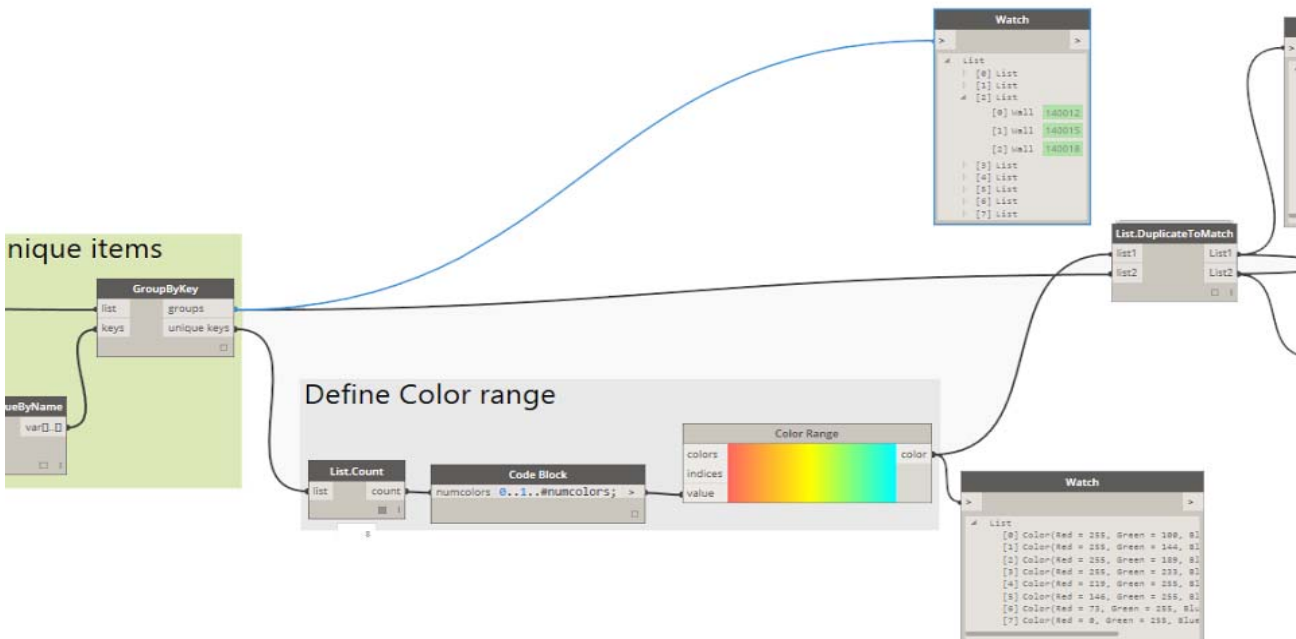 Watch
> >
List
[0] List
[1] List
[2] List
[0] Wall 140012
[1] Wall 140015
[2] Wall 140018
[3] List
[4] List
[5] List
[6] List
[7] List
nique items
GroupByKey
list groups
keys unique keys
ueByName
var[]..[]
List.DuplicateToMatch
list1 List1
list2 List2
>
Define Color range
List.Count
list count
Code Block
numcolors 0..1..#numcolors; >
Color Range
colors color
indices
value
Watch
> >
List
[0] Color(Red = 255, Green = 100, Bl
[1] Color(Red = 255, Green = 144, Bl
[2] Color(Red = 255, Green = 189, Bl
[3] Color(Red = 255, Green = 233, Bl
[4] Color(Red = 219, Green = 255, Bl
[5] Color(Red = 146, Green = 255, Bl
[6] Color(Red = 73, Green = 255, Blu
[7] Color(Red = 0, Green = 255, Blue